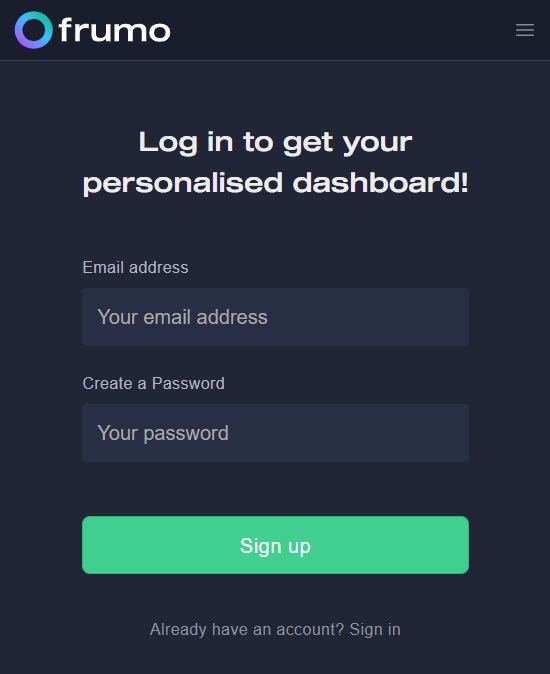 frumo
Log in to get your
personalised dashboard!
Email address
Your email address
Create a Password
Your password
Sign up
Already have an account? Sign in